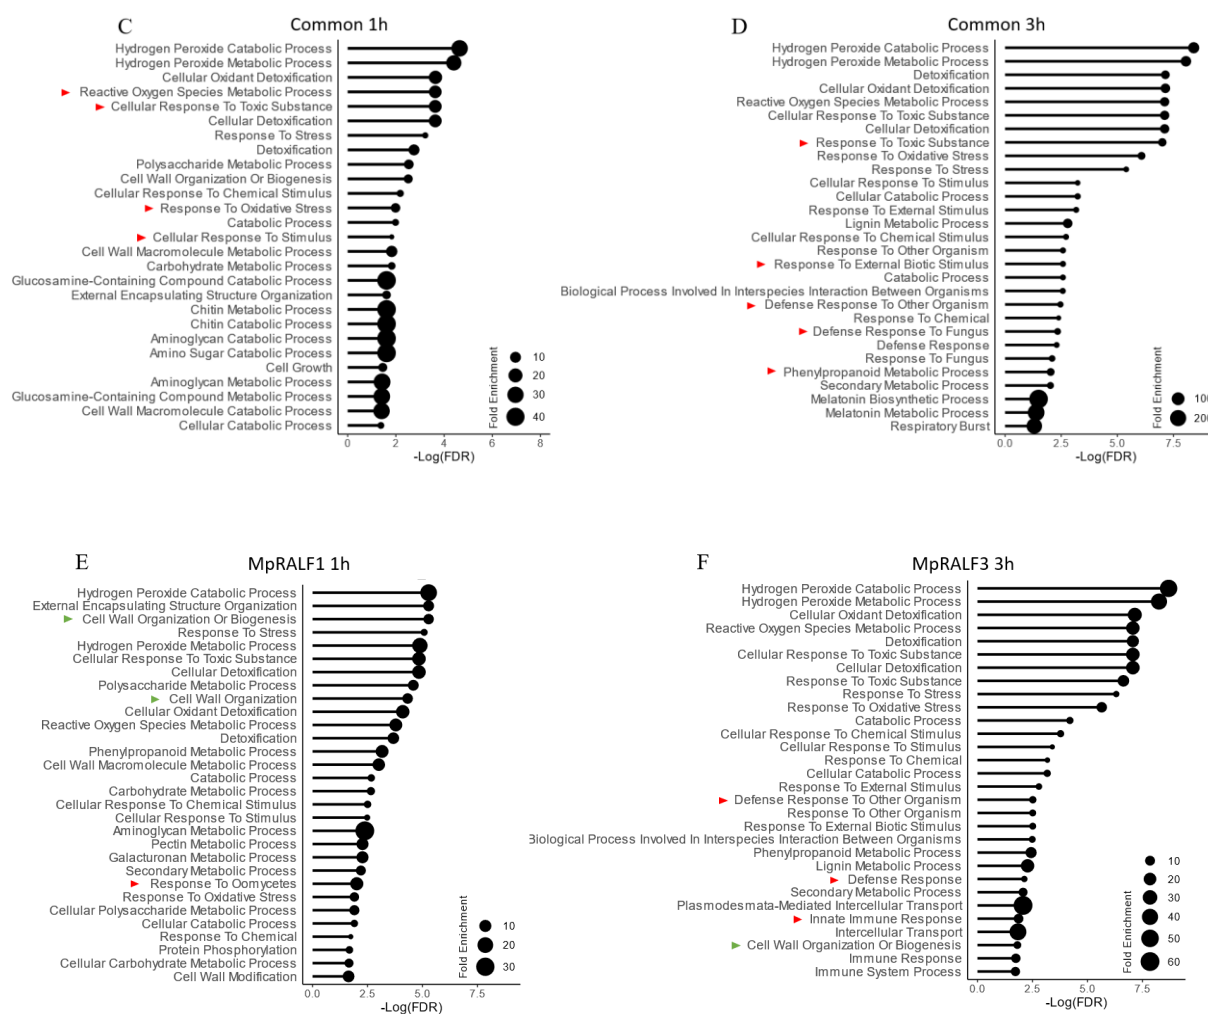 C
Common 1h
Hydrogen Peroxide Catabolic Process
Hydrogen Peroxide Metabolic Process
Cellular Oxidant Detoxification
Reactive Oxygen Species Metabolic Process
Cellular Response To Toxic Substance
Cellular Detoxification
Response To Stress
Detoxification
Polysaccharide Metabolic Process
Cell Wall Organization Or Biogenesis
Cellular Response To Chemical Stimulus
Response To Oxidative Stress
Catabolic Process
Cellular Response To Stimulus
Cell Wall Macromolecule Metabolic Process
Carbohydrate Metabolic Process
Glucosamine-Containing Compound Catabolic Process
External Encapsulating Structure Organization
Chitin Metabolic Process
Chitin Catabolic Process
Aminoglycan Catabolic Process
Amino Sugar Catabolic Process
Cell Growth
Aminoglycan Metabolic Process
Glucosamine-Containing Compound Metabolic Process
Cell Wall Macromolecule Catabolic Process
Cellular Catabolic Process
Fold Enrichment
10
20
30
40
0 2 4 6 8
-Log(FDR)
D
Common 3h
Hydrogen Peroxide Catabolic Process
Hydrogen Peroxide Metabolic Process
Detoxification
Cellular Oxidant Detoxification
Reactive Oxygen Species Metabolic Process
Cellular Response To Toxic Substance
Cellular Detoxification
Response To Toxic Substance
Response To Oxidative Stress
Response To Stress
Cellular Response To Stimulus
Cellular Catabolic Process
Response To External Stimulus
Lignin Metabolic Process
Cellular Response To Chemical Stimulus
Response To Other Organism
Response To External Biotic Stimulus
Catabolic Process
Biological Process Involved In Interspecies Interaction Between Organisms
Defense Response To Other Organism
Response To Chemical
Defense Response To Fungus
Defense Response
Response To Fungus
Phenylpropanoid Metabolic Process
Secondary Metabolic Process
Melatonin Biosynthetic Process
Melatonin Metabolic Process
Respiratory Burst
Fold Enrichment
100
200
0.0 2.5 5.0 7.5
-Log(FDR)
E
MpRALF1 1h
Hydrogen Peroxide Catabolic Process
External Encapsulating Structure Organization
Cell Wall Organization Or Biogenesis
Response To Stress
Hydrogen Peroxide Metabolic Process
Cellular Response To Toxic Substance
Cellular Detoxification
Polysaccharide Metabolic Process
Cell Wall Organization
Cellular Oxidant Detoxification
Reactive Oxygen Species Metabolic Process
Detoxification
Phenylpropanoid Metabolic Process
Cell Wall Macromolecule Metabolic Process
Catabolic Process
Carbohydrate Metabolic Process
Cellular Response To Chemical Stimulus
Cellular Response To Stimulus
Aminoglycan Metabolic Process
Pectin Metabolic Process
Galacturonan Metabolic Process
Secondary Metabolic Process
Response To Oomycetes
Response To Oxidative Stress
Cellular Polysaccharide Metabolic Process
Cellular Catabolic Process
Response To Chemical
Protein Phosphorylation
Cellular Carbohydrate Metabolic Process
Cell Wall Modification
Fold Enrichment
10
20
30
0.0 2.5 5.0 7.5
-Log(FDR)
F
MpRALF3 3h
Hydrogen Peroxide Catabolic Process
Hydrogen Peroxide Metabolic Process
Cellular Oxidant Detoxification
Reactive Oxygen Species Metabolic Process
Detoxification
Cellular Response To Toxic Substance
Cellular Detoxification
Response To Toxic Substance
Response To Stress
Response To Oxidative Stress
Catabolic Process
Cellular Response To Chemical Stimulus
Cellular Response To Stimulus
Response To Chemical
Cellular Catabolic Process
Response To External Stimulus
Defense Response To Other Organism
Response To Other Organism
Response To External Biotic Stimulus
Biological Process Involved In Interspecies Interaction Between Organisms
Phenylpropanoid Metabolic Process
Lignin Metabolic Process
Defense Response
Secondary Metabolic Process
Plasmodesmata-Mediated Intercellular Transport
Innate Immune Response
Intercellular Transport
Cell Wall Organization Or Biogenesis
Immune Response
Immune System Process
Fold Enrichment
10
20
30
40
50
60
0.0 2.5 5.0 7.5
-Log(FDR)